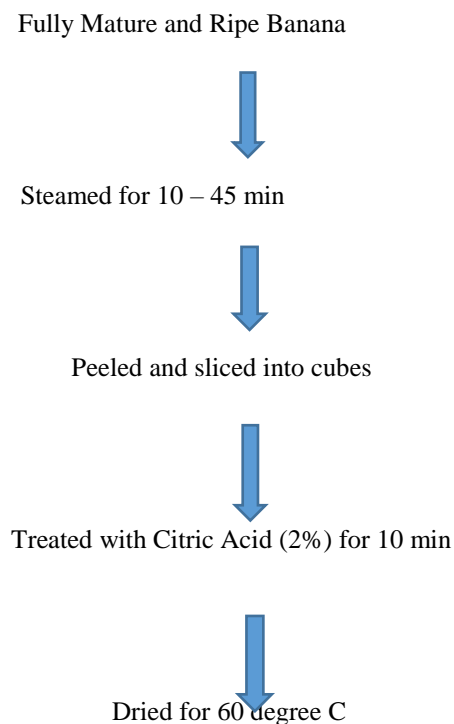 Fully Mature and Ripe Banana
Steamed for 10 – 45 min
Peeled and sliced into cubes
Treated with Citric Acid (2%) for 10 min
Dried for 60 degree C